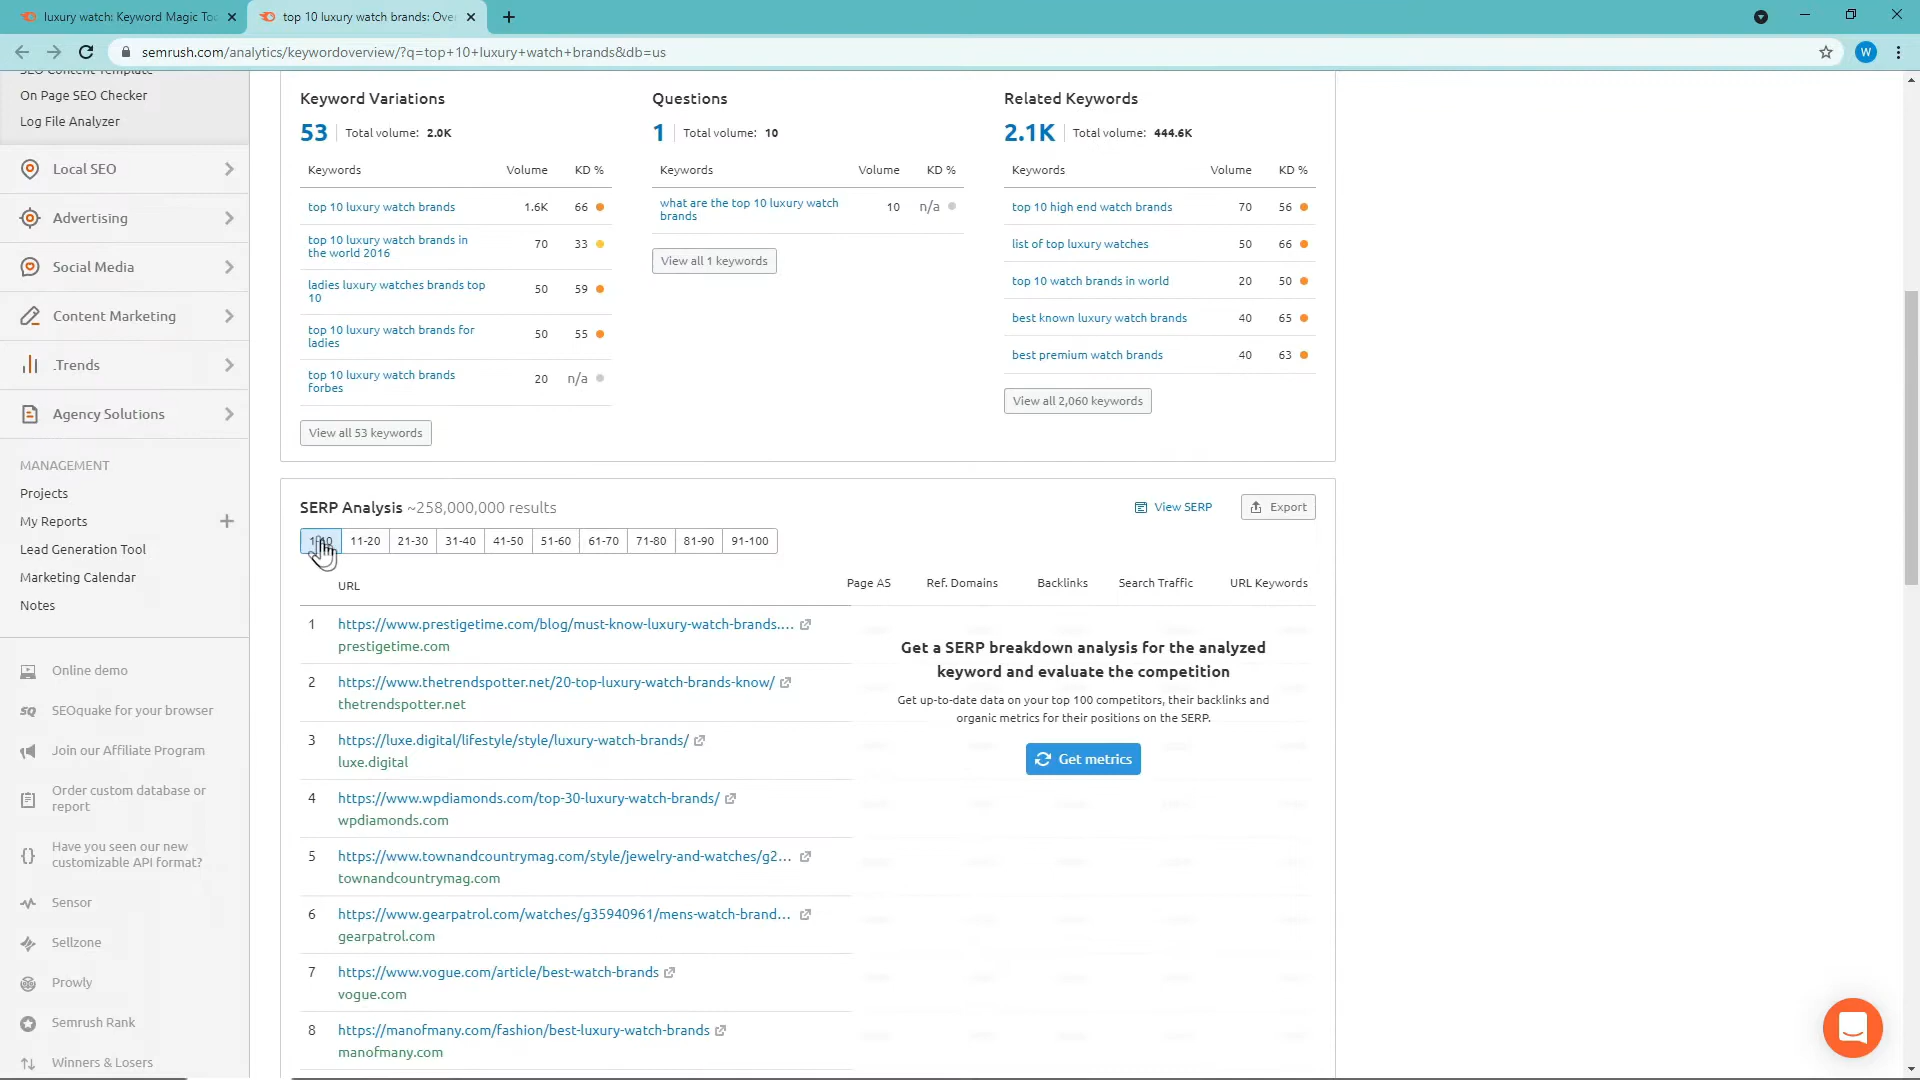 luxury watch: Keyword Magic To
top 10 luxury watch brands: Ove
semrush.com/analytics/keywordoverview/?q=top+10+luxury+watch+brands&db=us
W
SEO Content Template
On Page SEO Checker
Log File Analyzer
Local SEO
Advertising
Social Media
Content Marketing
.Trends
Agency Solutions
MANAGEMENT
Projects
My Reports
Lead Generation Tool
Marketing Calendar
Notes
Online demo
SQ SEOquake for your browser
Join our Affiliate Program
Order custom database or
report
Have you seen our new
customizable API format?
Sensor
Sellzone
Prowly
Semrush Rank
Winners & Losers
Keyword Variations
53 Total volume: 2.0K
Keywords Volume KD %
top 10 luxury watch brands 1.6K 66
top 10 luxury watch brands in
the world 2016 70 33
ladies luxury watches brands top
10 50 59
top 10 luxury watch brands for
ladies 50 55
top 10 luxury watch brands
forbes 20 n/a
View all 53 keywords
Questions
1 Total volume: 10
Keywords Volume KD %
what are the top 10 luxury watch
brands 10 n/a
View all 1 keywords
Related Keywords
2.1K Total volume: 444.6K
Keywords Volume KD %
top 10 high end watch brands 70 56
list of top luxury watches 50 66
top 10 watch brands in world 20 50
best known luxury watch brands 40 65
best premium watch brands 40 63
View all 2,060 keywords
SERP Analysis ~258,000,000 results
View SERP Export
1-10 11-20 21-30 31-40 41-50 51-60 61-70 71-80 81-90 91-100
URL Page AS Ref. Domains Backlinks Search Traffic URL Keywords
1 https://www.prestigetime.com/blog/must-know-luxury-watch-brands....
prestigetime.com
2 https://www.thetrendspotter.net/20-top-luxury-watch-brands-know/
thetrendspotter.net
3 https://luxe.digital/lifestyle/style/luxury-watch-brands/
luxe.digital
4 https://www.wpdiamonds.com/top-30-luxury-watch-brands/
wpdiamonds.com
5 https://www.townandcountrymag.com/style/jewelry-and-watches/g2...
townandcountrymag.com
6 https://www.gearpatrol.com/watches/g35940961/mens-watch-brand...
gearpatrol.com
7 https://www.vogue.com/article/best-watch-brands
vogue.com
8 https://manofmany.com/fashion/best-luxury-watch-brands
manofmany.com
Get a SERP breakdown analysis for the analyzed
keyword and evaluate the competition
Get up-to-date data on your top 100 competitors, their backlinks and
organic metrics for their positions on the SERP.
Get metrics